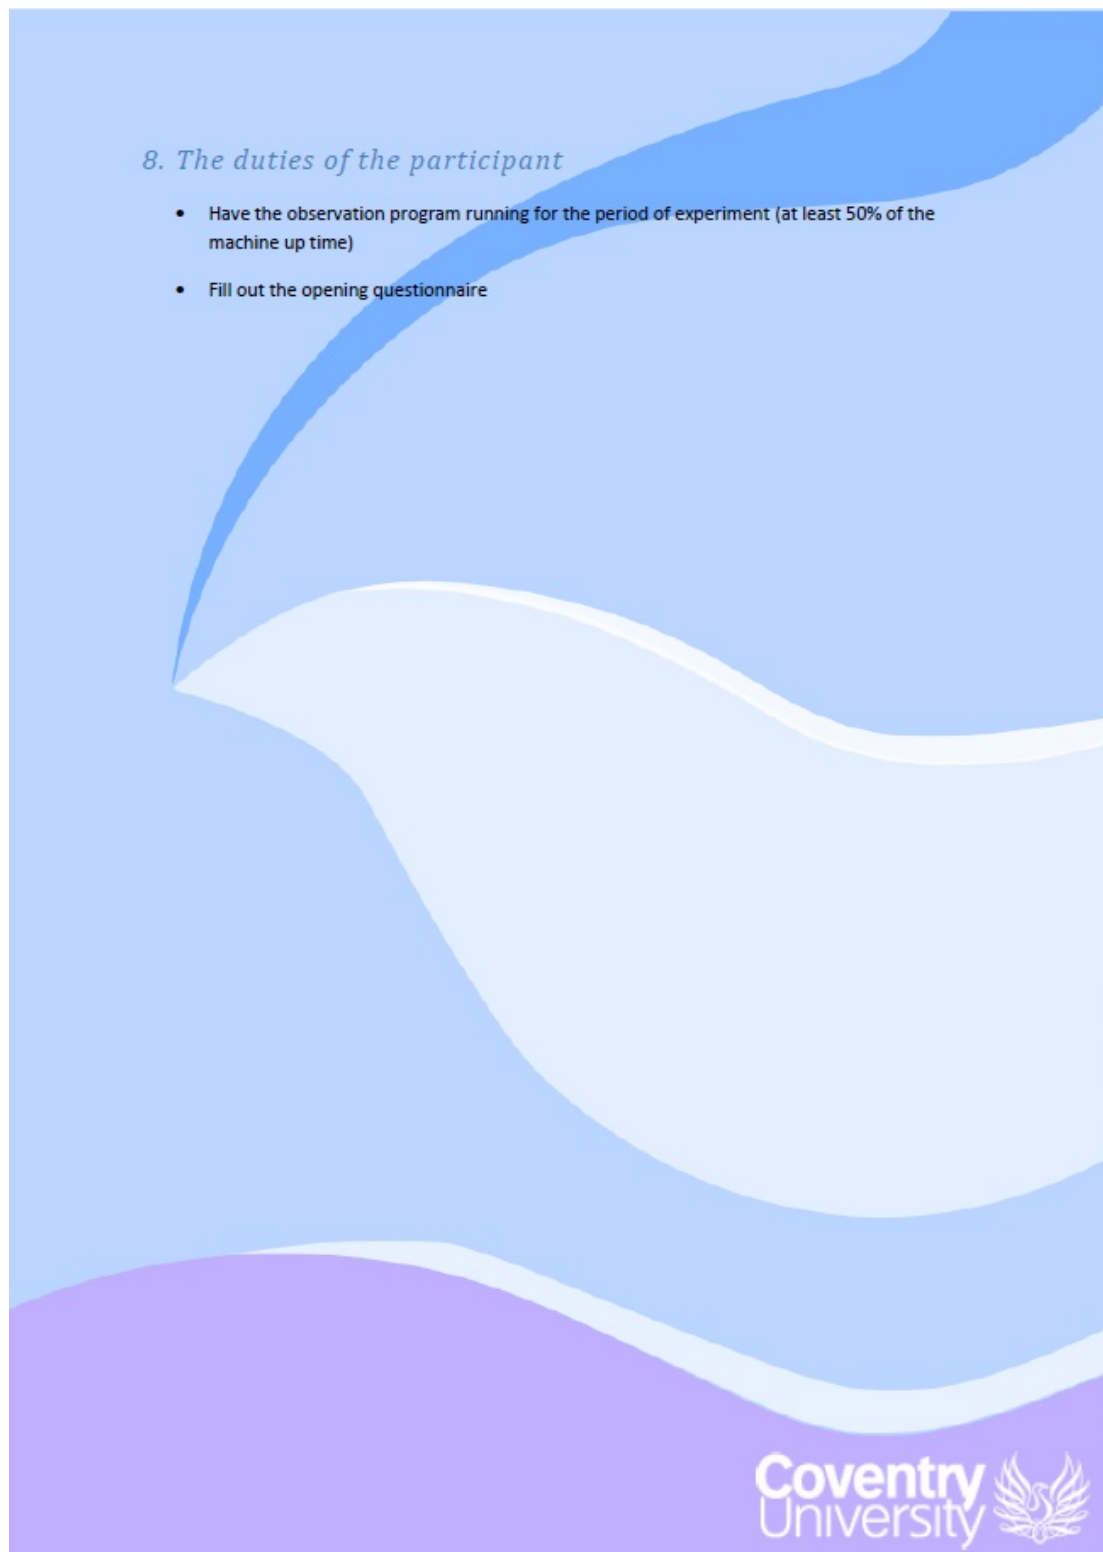 8. The duties of the participant
• Have the observation program running for the period of experiment (at least 50% of the
machine up time)
• Fill out the opening questionnaire
Coventry
University